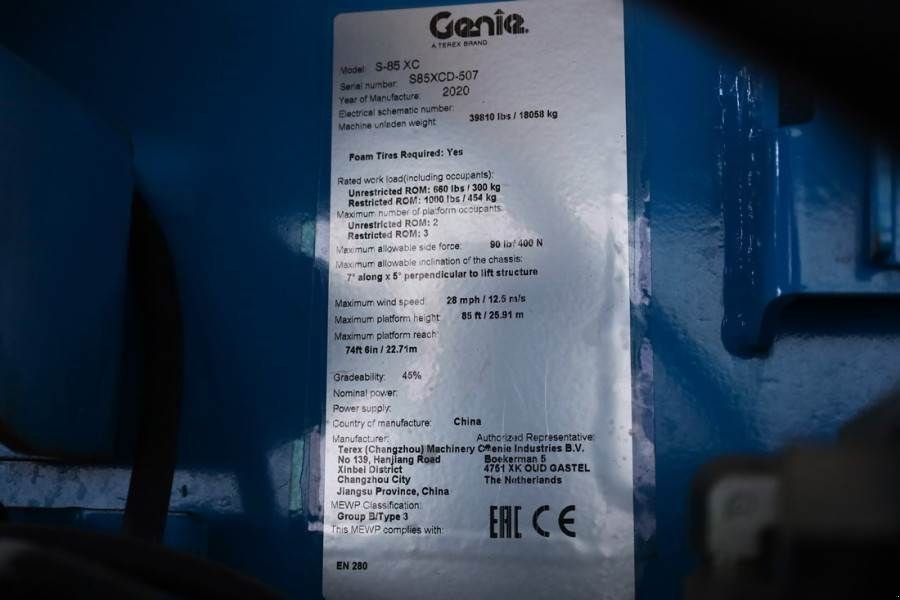 Genie.
A TEREX BRAND
Model: S-85 XC
Serial number: S85XCD-507
Year of Manufacture: 2020
Electrical schematic number:
Machine unladen weight: 39810 lbs / 18058 kg
Foam Tires Required: Yes
Rated work load(including occupants):
Unrestricted ROM: 660 lbs / 300 kg
Restricted ROM: 1000 lbs / 454 kg
Maximum number of platform occupants:
Unrestricted ROM: 2
Restricted ROM: 3
Maximum allowable side force: 90 lb/ 400 N
Maximum allowable inclination of the chassis:
7° along x 5° perpendicular to lift structure
Maximum wind speed: 28 mph / 12.5 m/s
Maximum platform height: 85 ft / 25.91 m
Maximum platform reach:
74ft 6in / 22.71m
Gradeability: 45%
Nominal power:
Power supply:
Country of manufacture: China
Manufacturer: Authorized Representative:
Terex (Changzhou) Machinery Genie Industries B.V.
No 139, Hanjiang Road Boekerman 5
Xinbei District 4751 XK OUD GASTEL
Changzhou City The Netherlands
Jiangsu Province, China
MEWP Classification:
Group B/Type 3
This MEWP complies with:
EAC CE
EN 280